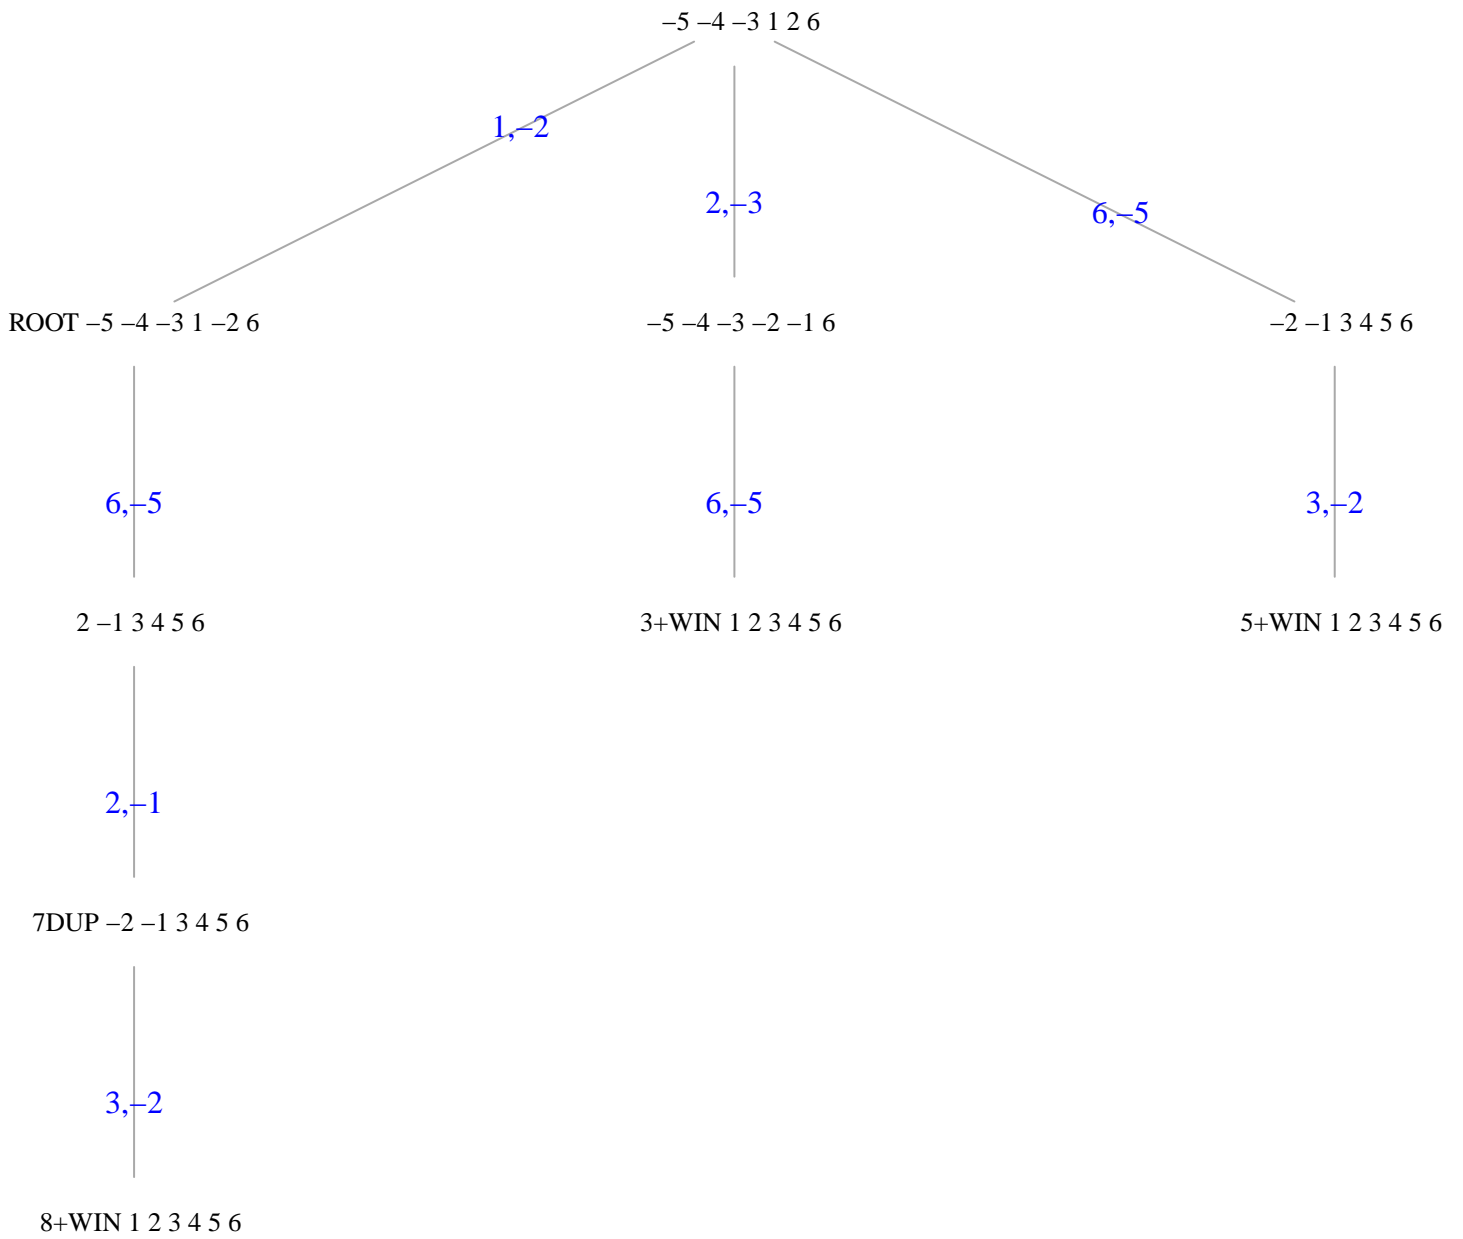 –5 –4 –3 1 2 6
1,–2
2,–3
6,–5
ROOT –5 –4 –3 1 –2 6
–5 –4 –3 –2 –1 6
–2 –1 3 4 5 6
6,–5
6,–5
3,–2
2 –1 3 4 5 6
3+WIN 1 2 3 4 5 6
5+WIN 1 2 3 4 5 6
2,–1
7DUP –2 –1 3 4 5 6
3,–2
8+WIN 1 2 3 4 5 6